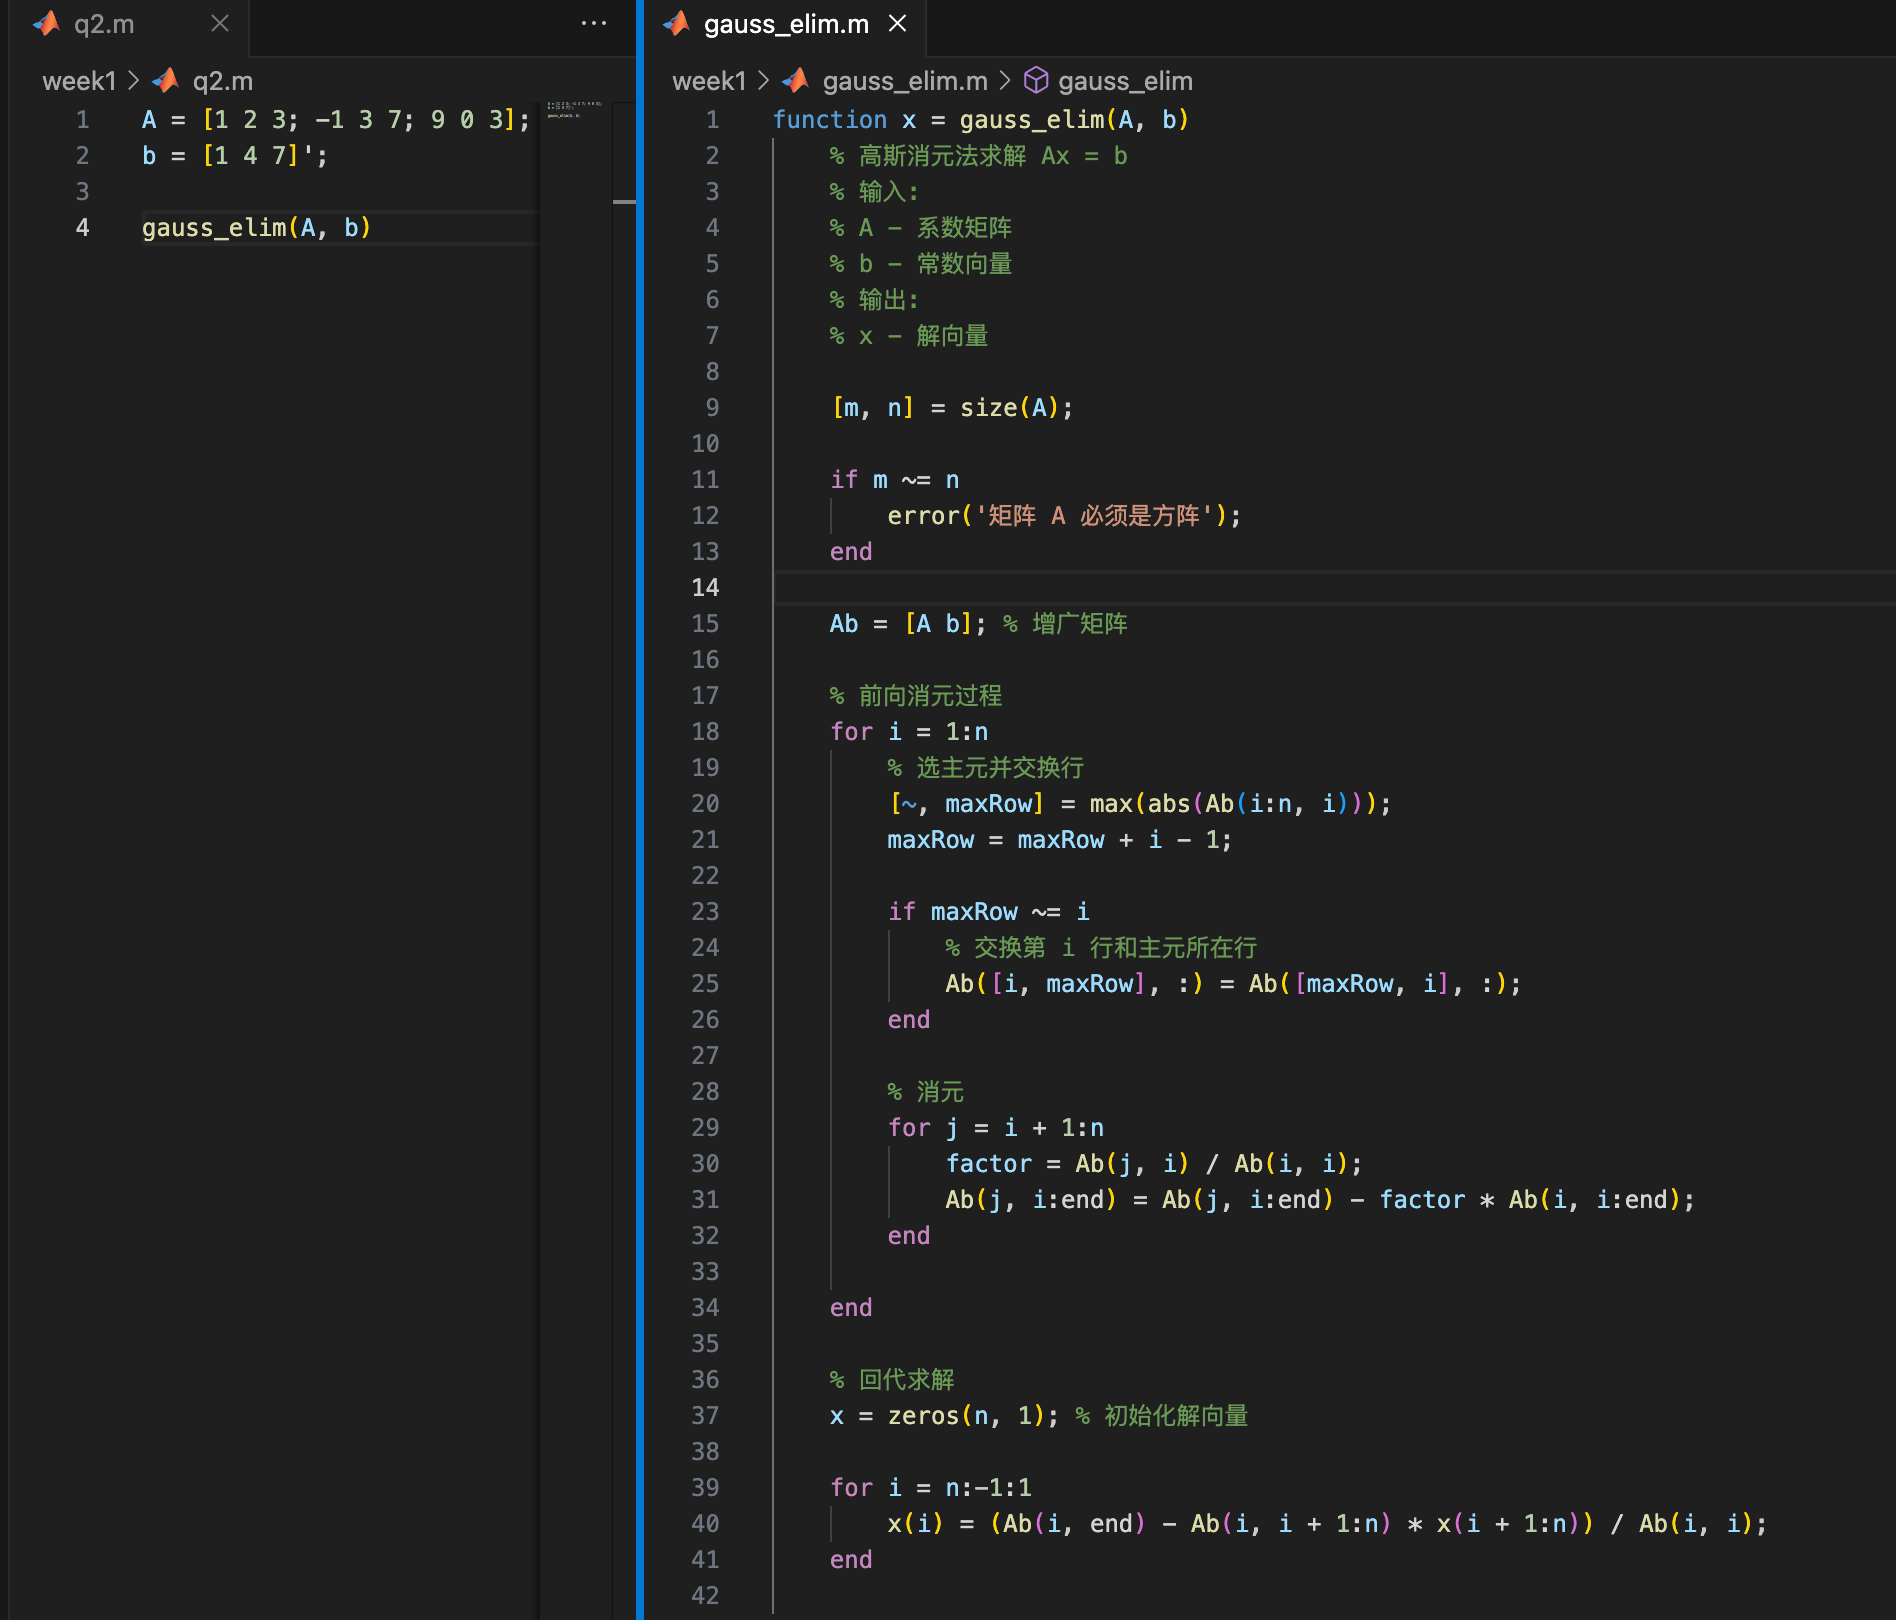 q2.m
week1 > q2.m
1 A = [1 2 3; -1 3 7; 9 0 3];
2 b = [1 4 7]';
3
4 gauss_elim(A, b)
gauss_elim.m
week1 > gauss_elim.m > gauss_elim
1 function x = gauss_elim(A, b)
2 % 高斯消元法求解 Ax = b
3 % 输入:
4 % A - 系数矩阵
5 % b - 常数向量
6 % 输出:
7 % x - 解向量
8
9 [m, n] = size(A);
10
11 if m ~= n
12 error('矩阵 A 必须是方阵');
13 end
14
15 Ab = [A b]; % 增广矩阵
16
17 % 前向消元过程
18 for i = 1:n
19 % 选主元并交换行
20 [~, maxRow] = max(abs(Ab(i:n, i)));
21 maxRow = maxRow + i - 1;
22
23 if maxRow ~= i
24 % 交换第 i 行和主元所在行
25 Ab([i, maxRow], :) = Ab([maxRow, i], :);
26 end
27
28 % 消元
29 for j = i + 1:n
30 factor = Ab(j, i) / Ab(i, i);
31 Ab(j, i:end) = Ab(j, i:end) - factor * Ab(i, i:end);
32 end
33
34 end
35
36 % 回代求解
37 x = zeros(n, 1); % 初始化解向量
38
39 for i = n:-1:1
40 x(i) = (Ab(i, end) - Ab(i, i + 1:n) * x(i + 1:n)) / Ab(i, i);
41 end
42